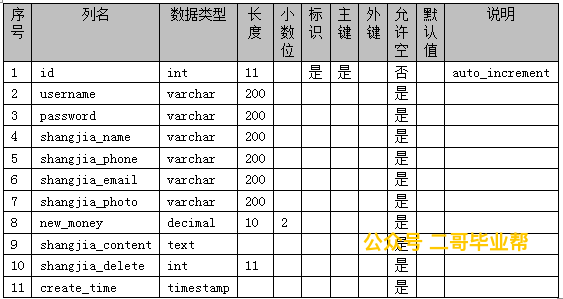 序号 列名 数据类型 长度 小数位 标识 主键 外键 允许空 默认值 说明
1 id int 11 是 是 否 auto_increment
2 username varchar 200 是
3 password varchar 200 是
4 shangjia_name varchar 200 是
5 shangjia_phone varchar 200 是
6 shangjia_email varchar 200 是
7 shangjia_photo varchar 200 是
8 new_money decimal 10 2 是
9 shangjia_content text 是
公众号 二哥毕业帮
10 shangjia_delete int 11 是
11 create_time timestamp 是